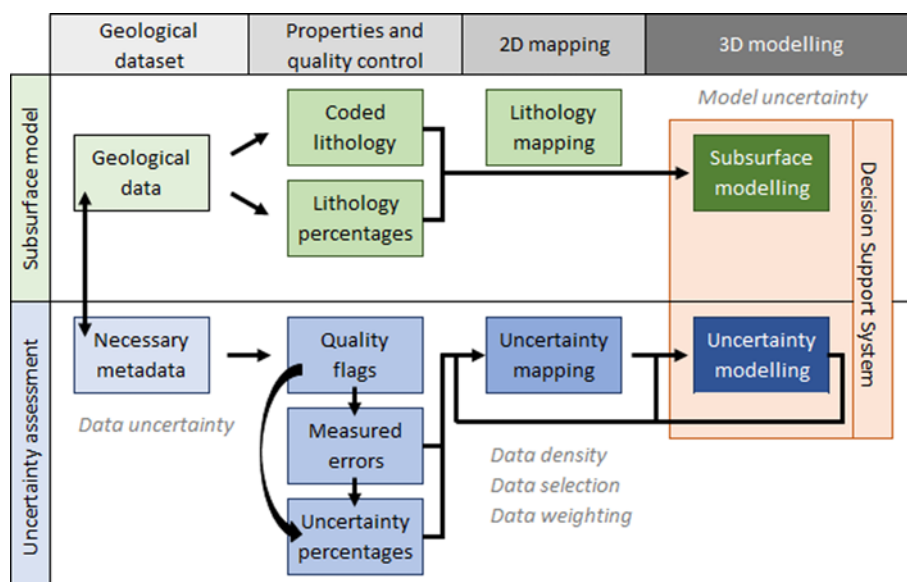 Geological
dataset
Properties and
quality control
2D mapping
3D modelling
Subsurface model
Geological
data
Coded
lithology
Lithology
percentages
Lithology
mapping
Model uncertainty
Subsurface
modelling
Decision Support System
Uncertainty assessment
Necessary
metadata
Data uncertainty
Quality
flags
Measured
errors
Uncertainty
percentages
Uncertainty
mapping
Data density
Data selection
Data weighting
Uncertainty
modelling